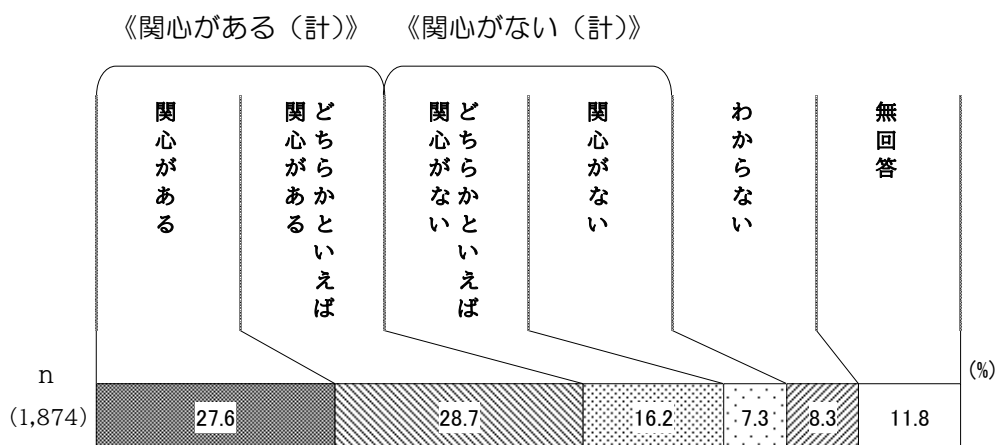 《関心がある（計）》 《関心がない（計）》
関心がある
どちらかといえば
関心がある
どちらかといえば
関心がない
関心がない
わからない
無回答
(%)
n
(1,874)
27.6 28.7 16.2 7.3 8.3 11.8